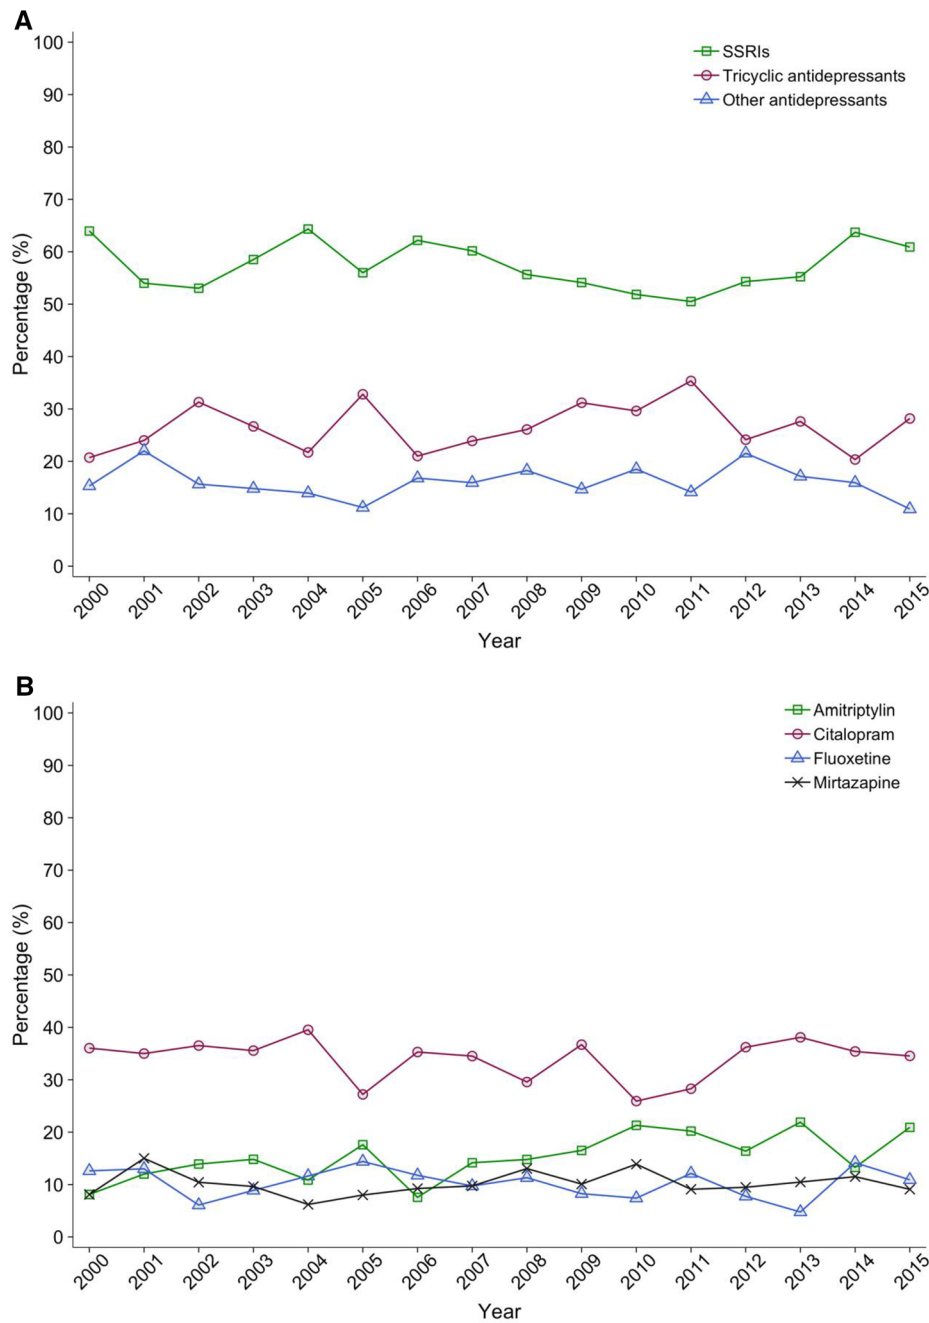 A
100
90
80
70
60
50
40
30
20
10
0
Percentage (%)
SSRIs
Tricyclic antidepressants
Other antidepressants
2000 2001 2002 2003 2004 2005 2006 2007 2008 2009 2010 2011 2012 2013 2014 2015
Year
B
100
90
80
70
60
50
40
30
20
10
0
Percentage (%)
Amitriptylin
Citalopram
Fluoxetine
Mirtazapine
2000 2001 2002 2003 2004 2005 2006 2007 2008 2009 2010 2011 2012 2013 2014 2015
Year